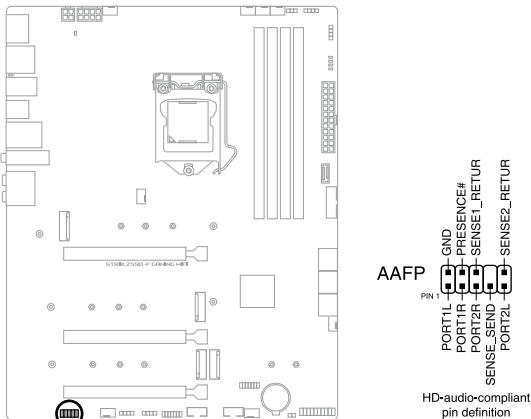 STRIX Z590-F GAMING WIFI
AAFP
PIN 1
GND
PRESENCE#
SENSE1_RETUR
SENSE2_RETUR
PORT1L
PORT1R
PORT2R
SENSE_SEND
PORT2L
HD-audio-compliant
pin definition